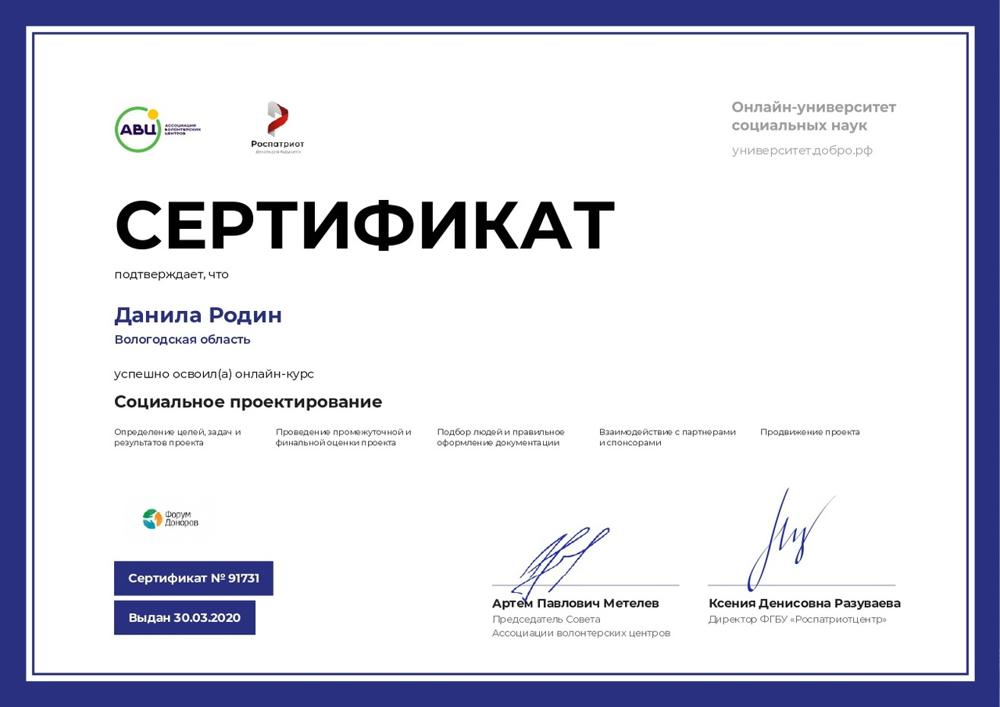 АВЦ
АССОЦИАЦИЯ
ВОЛОНТЕРСКИХ
ЦЕНТРОВ
Роспатриот
Онлайн-университет
социальных наук
университет.добро.рф
СЕРТИФИКАТ
подтверждает, что
Данила Родин
Вологодская область
успешно освоил(а) онлайн-курс
Социальное проектирование
Определение целей, задач и
результатов проекта
Проведение промежуточной и
финальной оценки проекта
Подбор людей и правильное
оформление документации
Взаимодействие с партнерами
и спонсорами
Продвижение проекта
Форум
Доноров
Сертификат № 91731
Выдан 30.03.2020
Артем Павлович Метелев
Председатель Совета
Ассоциации волонтерских центров
Ксения Денисовна Разуваева
Директор ФГБУ «Роспатриотцентр»